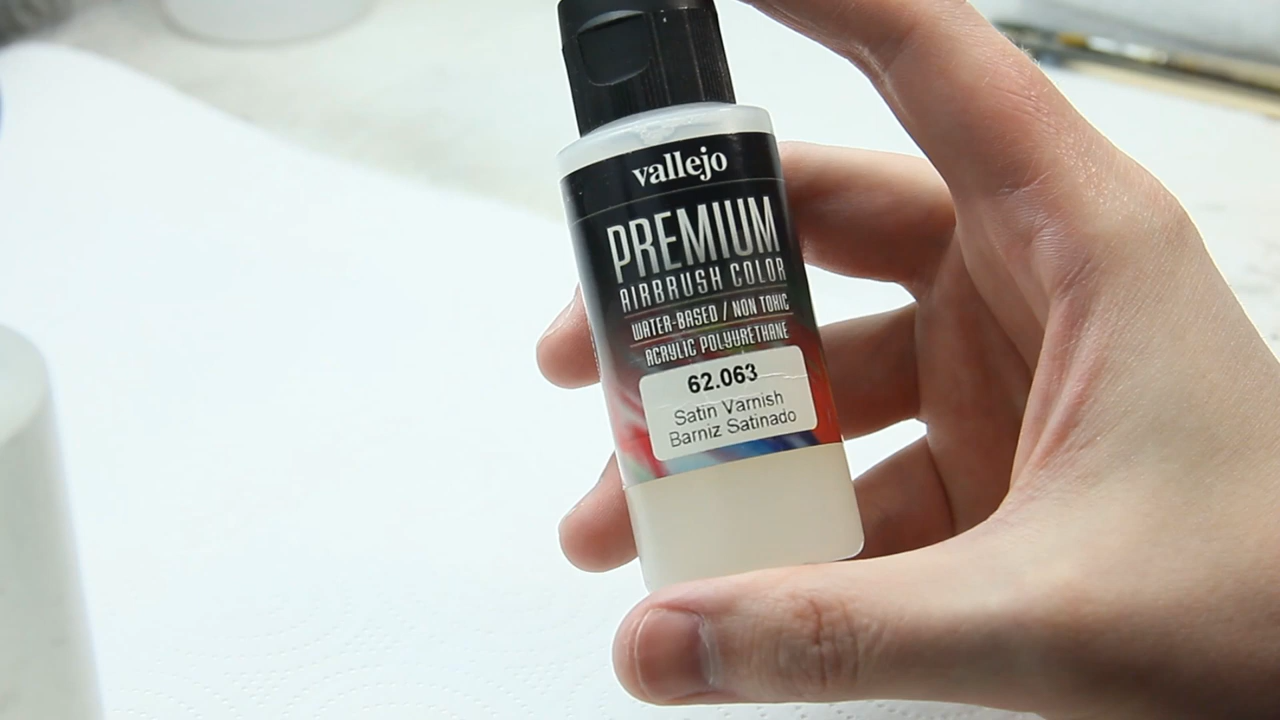 vallejo
PREMIUM
AIRBRUSH COLOR
WATER-BASED / NON TOXIC
ACRYLIC POLYURETHANE
62.063
Satin Varnish
Barniz Satinado